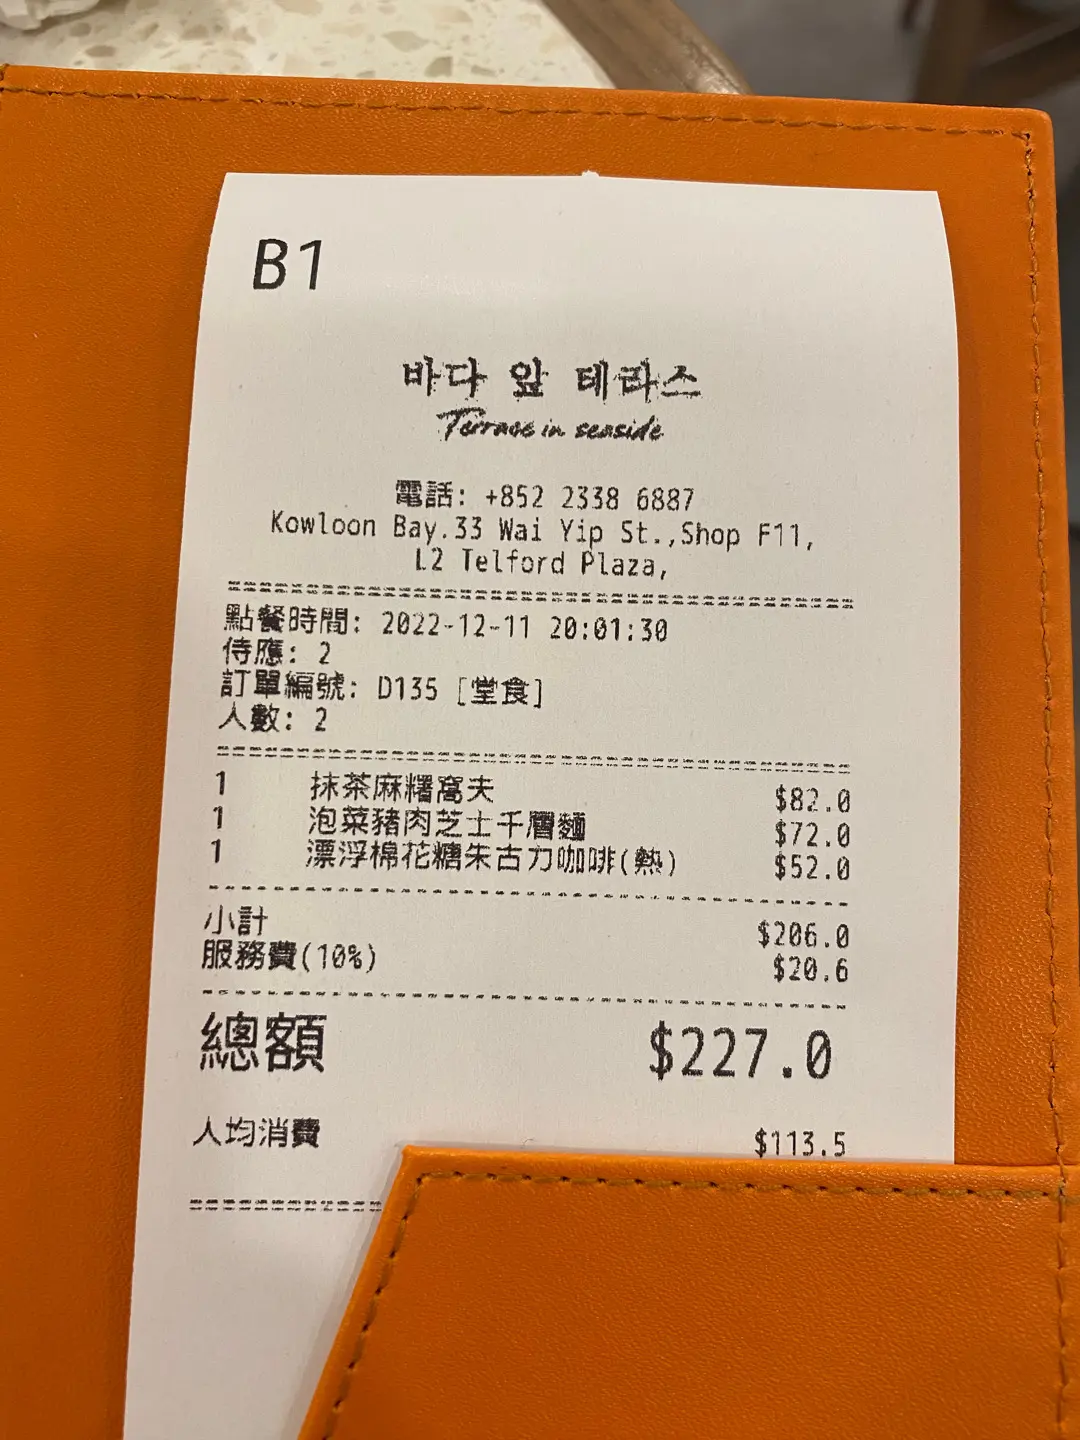 B1
바다 앞 테라스
Terrace in seaside
電話: +852 2338 6887
Kowloon Bay.33 Wai Yip St.,Shop F11,
L2 Telford Plaza,
點餐時間: 2022-12-11 20:01:30
侍應: 2
訂單編號: D135 [堂食]
人數: 2
1 抹茶麻糬窩夫 $82.0
1 泡菜豬肉芝士千層麵 $72.0
1 漂浮棉花糖朱古力咖啡(熱) $52.0
小計 $206.0
服務費(10%) $20.6
總額 $227.0
人均消費 $113.5